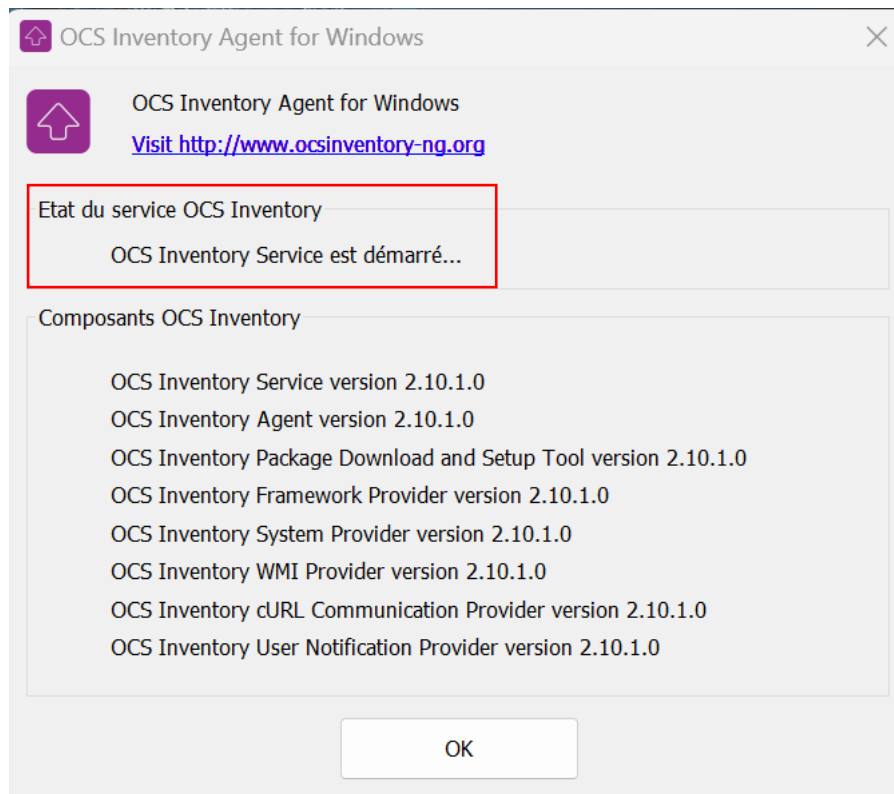 OCS Inventory Agent for Windows
OCS Inventory Agent for Windows
Visit http://www.ocsinventory-ng.org
Etat du service OCS Inventory
OCS Inventory Service est démarré...
Composants OCS Inventory
OCS Inventory Service version 2.10.1.0
OCS Inventory Agent version 2.10.1.0
OCS Inventory Package Download and Setup Tool version 2.10.1.0
OCS Inventory Framework Provider version 2.10.1.0
OCS Inventory System Provider version 2.10.1.0
OCS Inventory WMI Provider version 2.10.1.0
OCS Inventory cURL Communication Provider version 2.10.1.0
OCS Inventory User Notification Provider version 2.10.1.0
OK